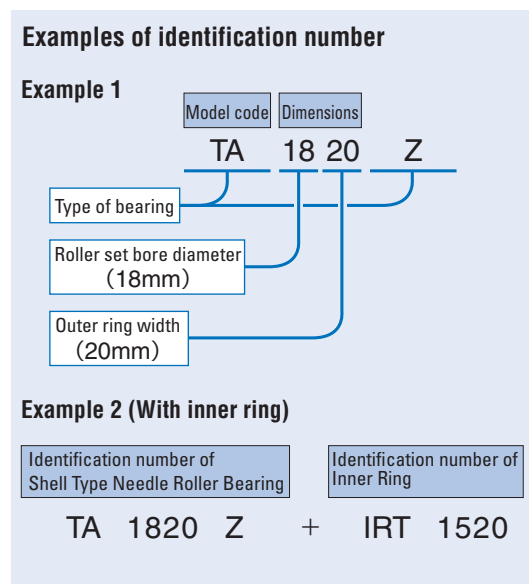 Examples of identification number
Example 1
Model code Dimensions
TA 18 20 Z
Type of bearing
Roller set bore diameter
（18mm）
Outer ring width
（20mm）
Example 2 (With inner ring)
Identification number of
Shell Type Needle Roller Bearing
Identification number of
Inner Ring
TA 1820 Z + IRT 1520